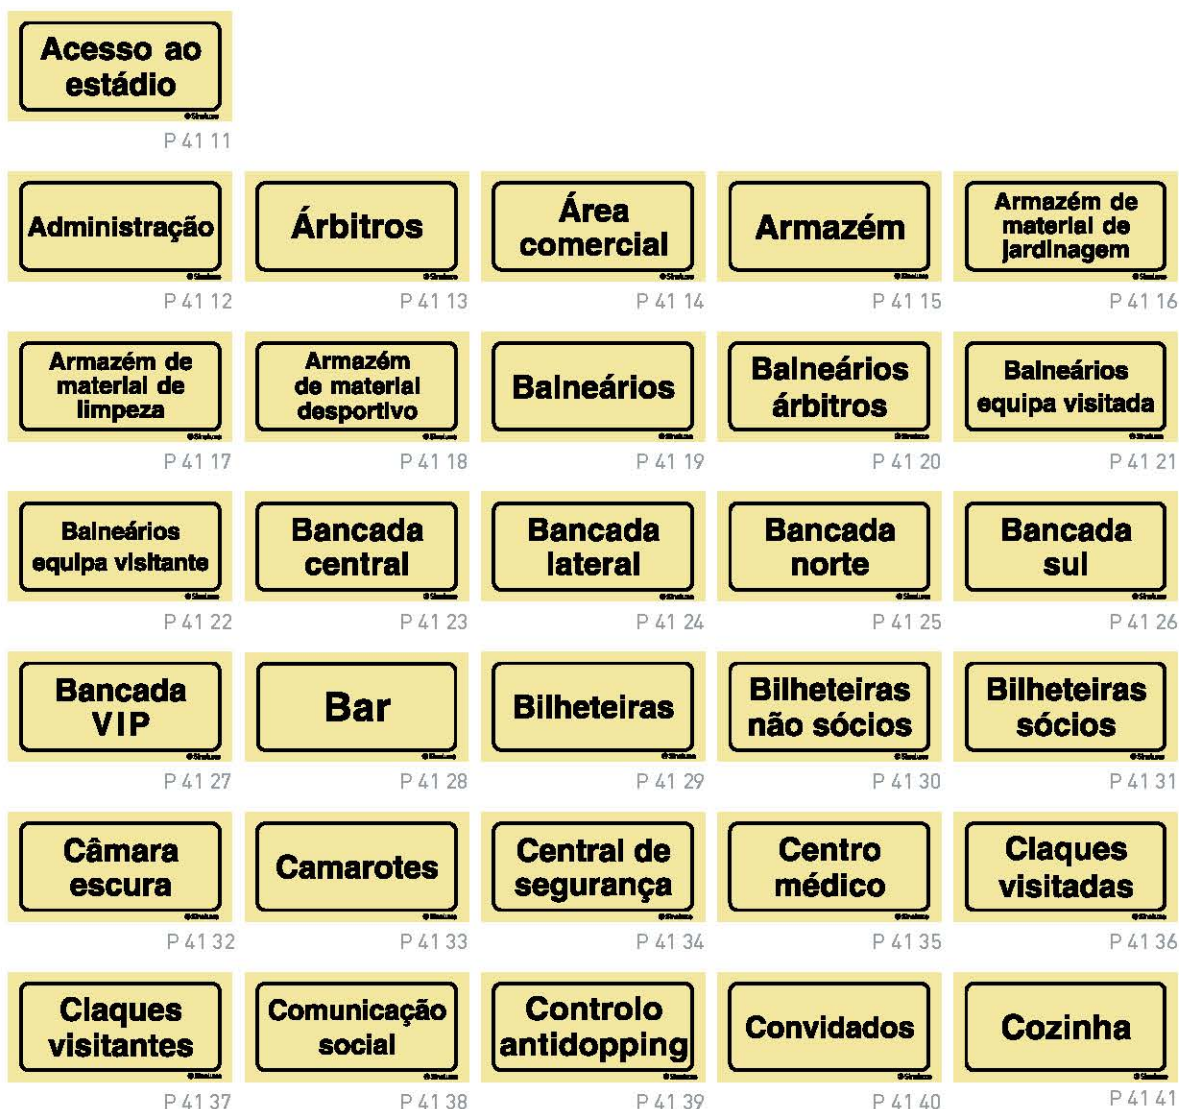 Acesso ao
estádio
P 41 11
Administração
P 41 12
Árbitros
P 41 13
Área
comercial
P 41 14
Armazém
P 41 15
Armazém de
material de
jardinagem
P 41 16
Armazém de
material de
limpeza
P 41 17
Armazém
de material
desportivo
P 41 18
Balneários
P 41 19
Balneários
árbitros
P 41 20
Balneários
equipa visitada
P 41 21
Balneários
equipa visitante
P 41 22
Bancada
central
P 41 23
Bancada
lateral
P 41 24
Bancada
norte
P 41 25
Bancada
sul
P 41 26
Bancada
VIP
P 41 27
Bar
P 41 28
Bilheteiras
P 41 29
Bilheteiras
não sócios
P 41 30
Bilheteiras
sócios
P 41 31
Câmara
escura
P 41 32
Camarotes
P 41 33
Central de
segurança
P 41 34
Centro
médico
P 41 35
Claques
visitadas
P 41 36
Claques
visitantes
P 41 37
Comunicação
social
P 41 38
Controlo
antidopping
P 41 39
Convidados
P 41 40
Cozinha
P 41 41